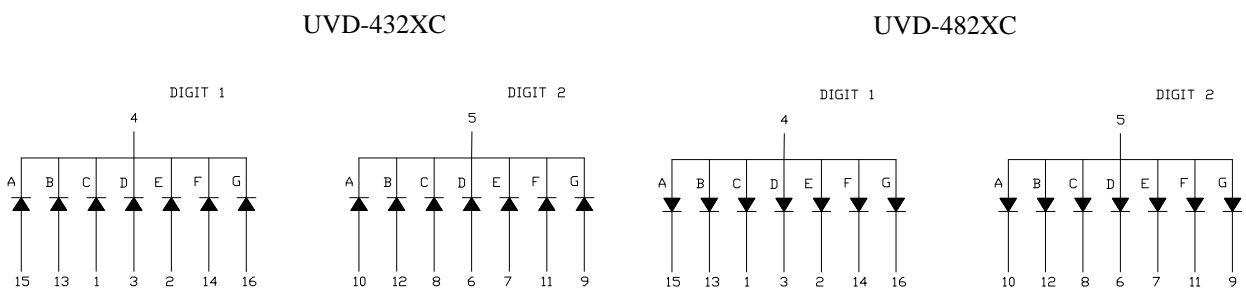 UVD-432XC UVD-482XC
DIGIT 1 DIGIT 2 DIGIT 1 DIGIT 2
4 5 4 5
A B C D E F G A B C D E F G A B C D E F G A B C D E F G
15 13 1 3 2 14 16 10 12 8 6 7 11 9 15 13 1 3 2 14 16 10 12 8 6 7 11 9